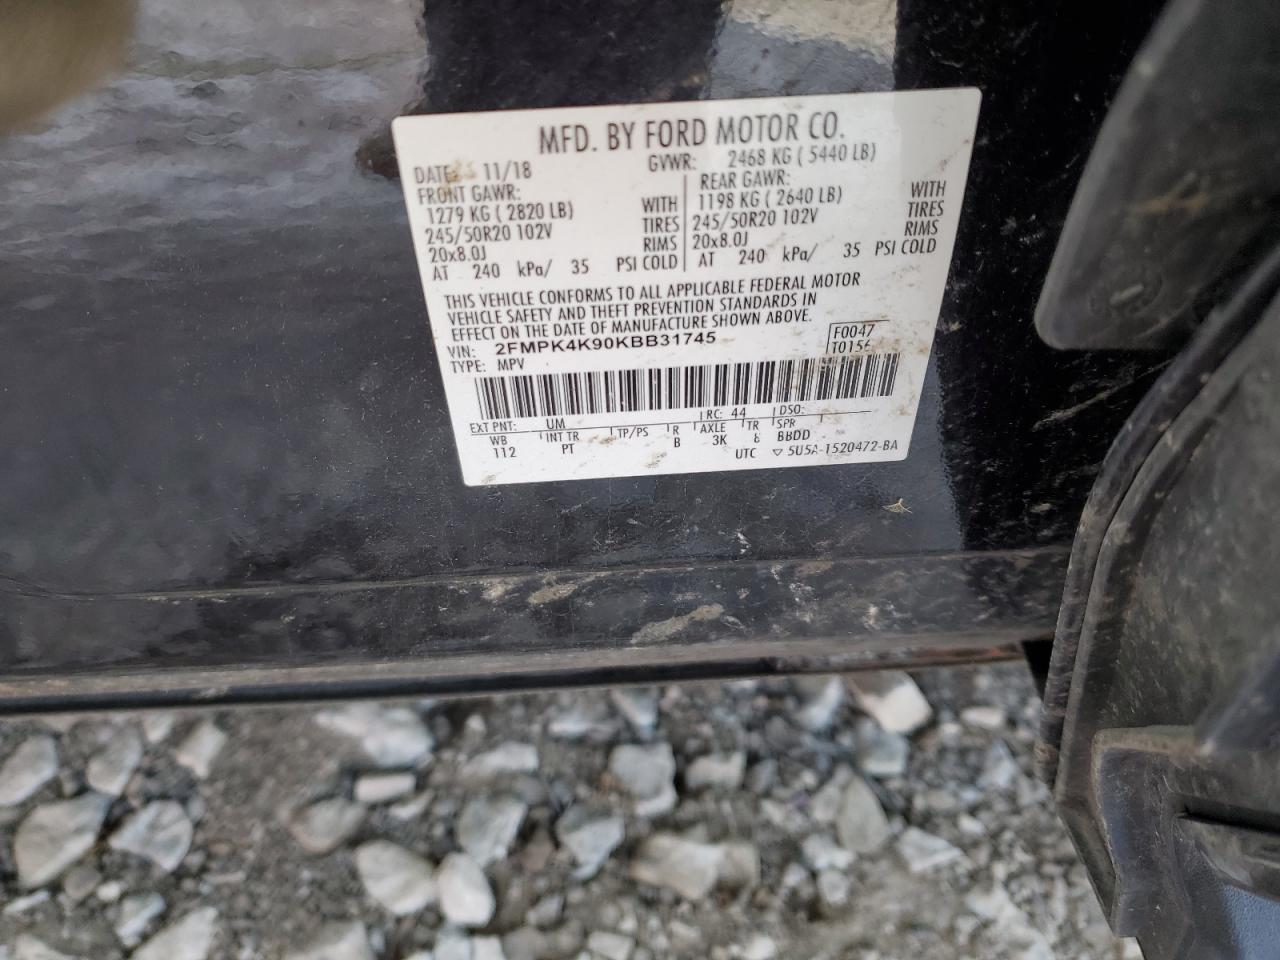 MFD. BY FORD MOTOR CO.
DATE: 11/18 GVWR: 2468 KG ( 5440 LB)
FRONT GAWR: REAR GAWR:
1279 KG ( 2820 LB) WITH 1198 KG ( 2640 LB) WITH
245/50R20 102V TIRES 245/50R20 102V TIRES
20x8.0J RIMS 20x8.0J RIMS
AT 240 kPa/ 35 PSI COLD AT 240 kPa/ 35 PSI COLD
THIS VEHICLE CONFORMS TO ALL APPLICABLE FEDERAL MOTOR
VEHICLE SAFETY AND THEFT PREVENTION STANDARDS IN
EFFECT ON THE DATE OF MANUFACTURE SHOWN ABOVE.
VIN: 2FMPK4K90KBB31745 F0047
TYPE: MPV T0156
EXT PNT: UM RC: 44 DSO:
WB INT TR TP/PS R AXLE TR SPR
112 PT B 3K 8 BBDD
UTC ▽ 5U5A-1520472-BA